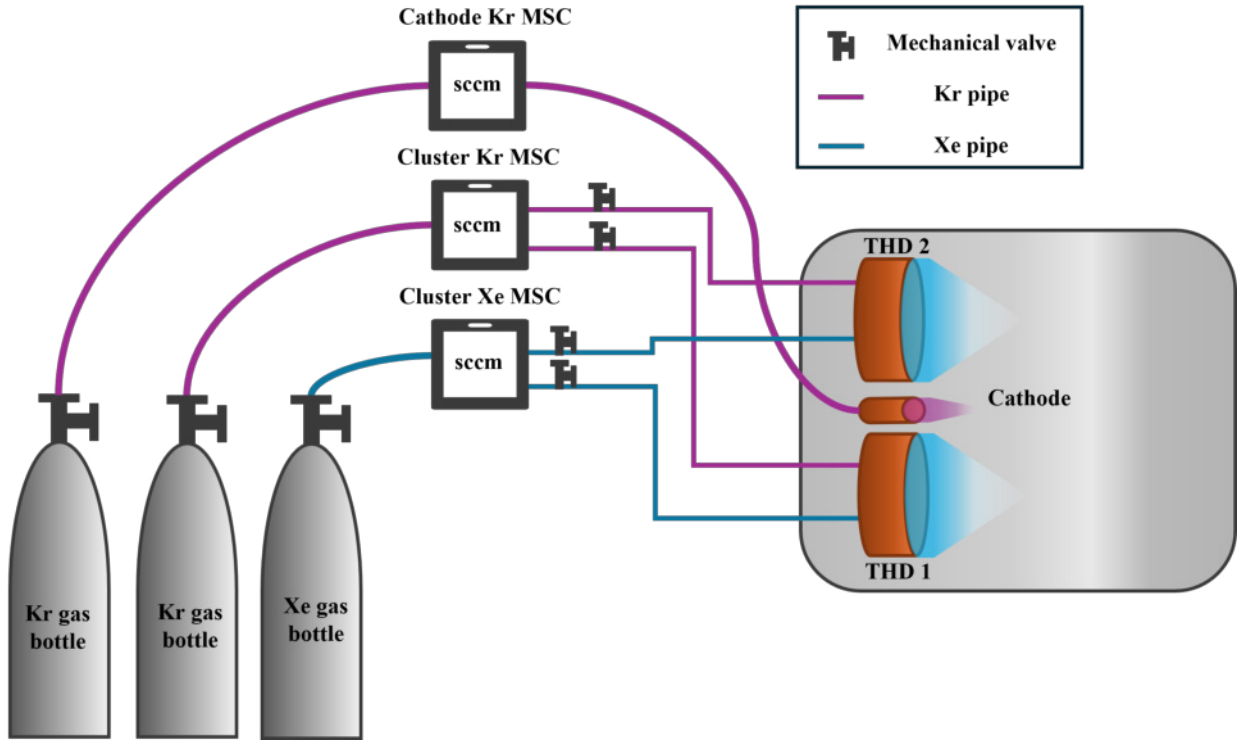 Cathode Kr MSC
sccm
Cluster Kr MSC
sccm
Cluster Xe MSC
sccm
Mechanical valve
Kr pipe
Xe pipe
THD 2
Cathode
THD 1
Kr gas
bottle
Kr gas
bottle
Xe gas
bottle